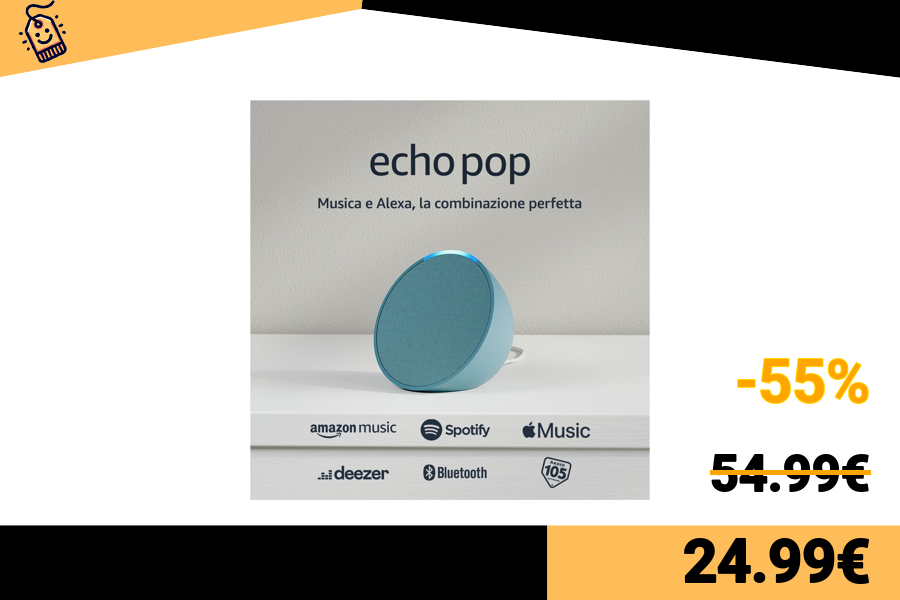 echo pop
Musica e Alexa, la combinazione perfetta
amazon music
Spotify
Music
deezer
Bluetooth
RADIO
105
-55%
54.99€
24.99€